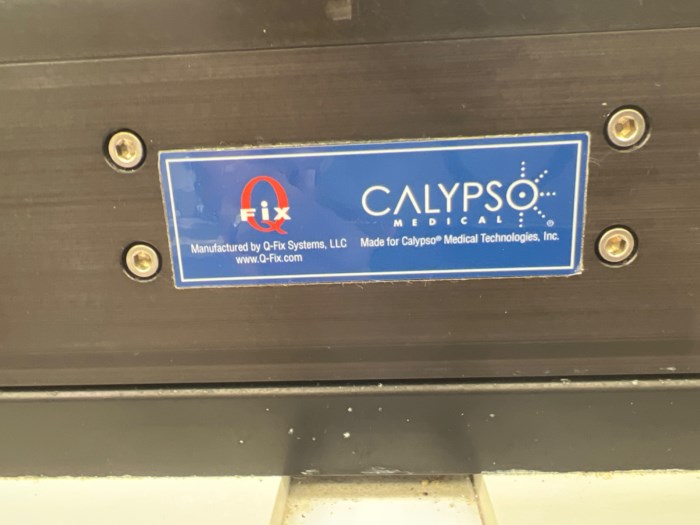 Q
FiX
Manufactured by Q-Fix Systems, LLC
www.Q-Fix.com
CALYPSO
MEDICAL ®
Made for Calypso® Medical Technologies, Inc.